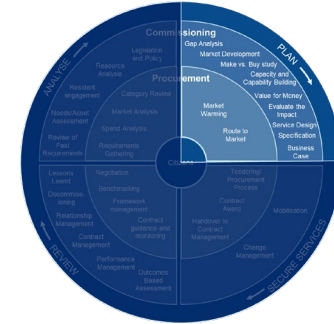 Commissioning
Gap Analysis
Market Development
Make vs. Buy study
Capacity and
Capability Building
Value for Money
Evaluate the
Impact
Service Design
Specification
Business
Case
PLAN
Procurement
Market
Warming
Route to
Market
ANALYSE
Legislation
and Policy
Resource
Analysis
Resident
engagement
Needs/Asset
Assessment
Review of
Past
Requirements
Category Review
Market Analysis
Spend Analysis
Requirements
Gathering
Citizens
Lessons
Learnt
Decommiss-
ioning
Relationship
Management
Contract
Management
Performance
Management
Outcomes
Based
Assessment
REVIEW
Negotiation
Benchmarking
Framework
management
Contract
guidance and
monitoring
Tendering/
Procurement
Process
Contract
Award
Handover to
Contract
Management
Mobilisation
Change
Management
SECURE SERVICES